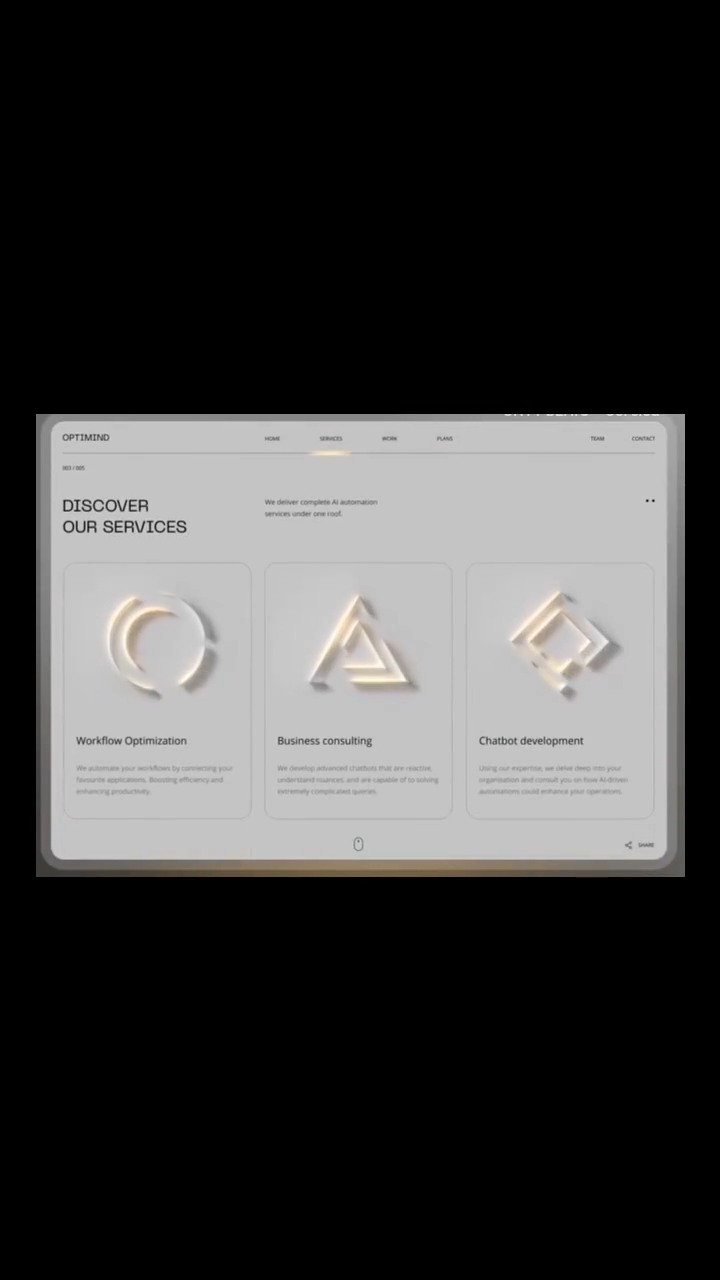 OPTIMIND
HOME SERVICES WORK PLANS TEAM CONTACT
003 / 005
DISCOVER
OUR SERVICES
We deliver complete AI automation
services under one roof.
Workflow Optimization
We automate your workflows by connecting your
favourite applications. Boosting efficiency and
enhancing productivity.
Business consulting
We develop advanced chatbots that are reactive,
understand nuances, and are capable of to solving
extremely complicated queries.
Chatbot development
Using our expertise, we delve deep into your
organization and consult you on how AI-driven
automations could enhance your operations.
SHARE